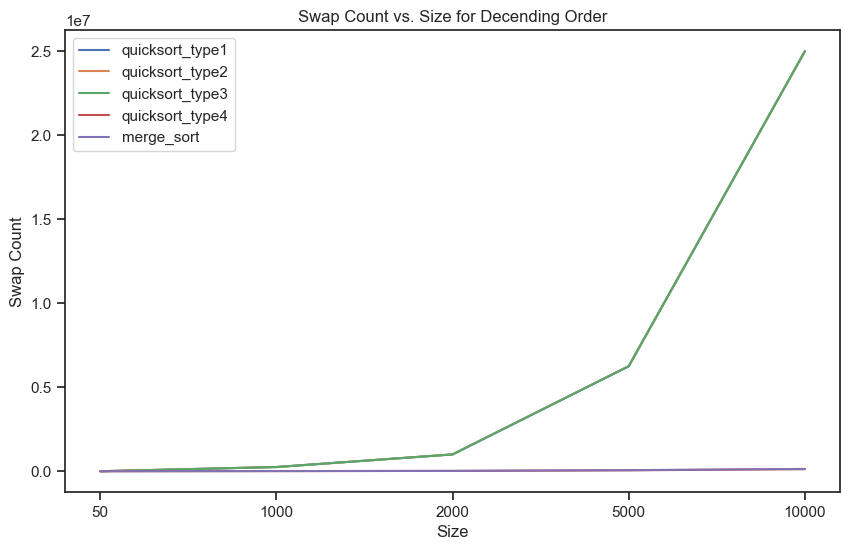 Swap Count vs. Size for Decending Order
1e7
quicksort_type1
quicksort_type2
quicksort_type3
quicksort_type4
merge_sort
2.5
2.0
1.5
1.0
0.5
0.0
Swap Count
50 1000 2000 5000 10000
Size